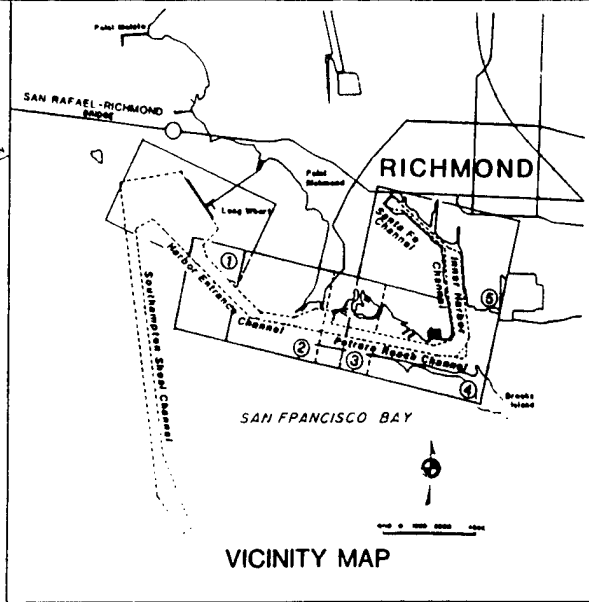 Point Molate
SAN RAFAEL-RICHMOND
BRIDGE
Point
Richmond
RICHMOND
Long Wharf
Santa Fe
Channel
Inner Harbor
Channel
①
Harbor Entrance
Channel
⑤
Southampton Shoal Channel
②
③
Potrero Reach Channel
④
Brooks
Island
SAN FRANCISCO BAY
VICINITY MAP